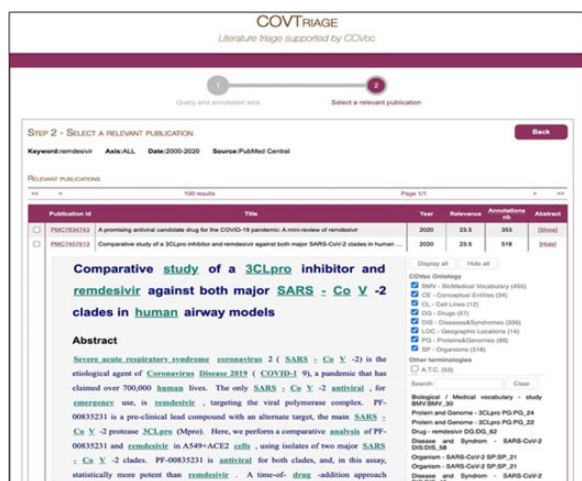 COVTRIAGE
Literature triage supported by COVoc
1
2
Query and annotation axis
Select a relevant publication
STEP 2 - SELECT A RELEVANT PUBLICATION
Back
Keyword:remdesivir Axis:ALL Date:2000-2020 Source:PubMed Central
RELEVANT PUBLICATIONS
<< < 100 results Page 1/1 > >>
Publication id Title Year Relevance Annotations nb Abstract
PMC7834743 A promising antiviral candidate drug for the COVID-19 pandemic: A mini-review of remdesivir 2020 23.5 353 [Show]
PMC7457613 Comparative study of a 3CLpro inhibitor and remdesivir against both major SARS-CoV-2 clades in human ... 2020 23.5 518 [Hide]
Comparative study of a 3CLpro inhibitor and
remdesivir against both major SARS - Co V -2
clades in human airway models
Abstract
Severe acute respiratory syndrome coronavirus 2 ( SARS - Co V -2) is the
etiological agent of Coronavirus Disease 2019 ( COVID-1 9), a pandemic that has
claimed over 700,000 human lives. The only SARS - Co V -2 antiviral , for
emergency use, is remdesivir , targeting the viral polymerase complex. PF-
00835231 is a pre-clinical lead compound with an alternate target, the main SARS -
Co V -2 protease 3CLpro (Mpro). Here, we perform a comparative analysis of PF-
00835231 and remdesivir in A549+ACE2 cells , using isolates of two major SARS
- Co V -2 clades. PF-00835231 is antiviral for both clades, and, in this assay,
statistically more potent than remdesivir . A time-of- drug -addition approach
Display all Hide all
COVoc Ontology
BMV - BioMedical Vocabulary (455)
CE - Conceptual Entities (34)
CL - Cell Lines (12)
DG - Drugs (57)
DIS - Diseases&Syndromes (336)
LOC - Geographic Locations (14)
PG - Proteins&Genomes (86)
SP - Organisms (518)
Other terminologies
A.T.C. (53)
Search: Clear
Biological / Medical vocabulary - study
BMV:BMV_30
Protein and Genome - 3CLpro PG:PG_24
Protein and Genome - 3CLpro PG:PG_22
Drug - remdesivir DG:DG_62
Disease and Syndrom - SARS-CoV-2
DIS:DIS_58
Organism - SARS-CoV-2 SP:SP_21
Organism - SARS-CoV-2 SP:SP_21
Disease and Syndrom - SARS-CoV-2